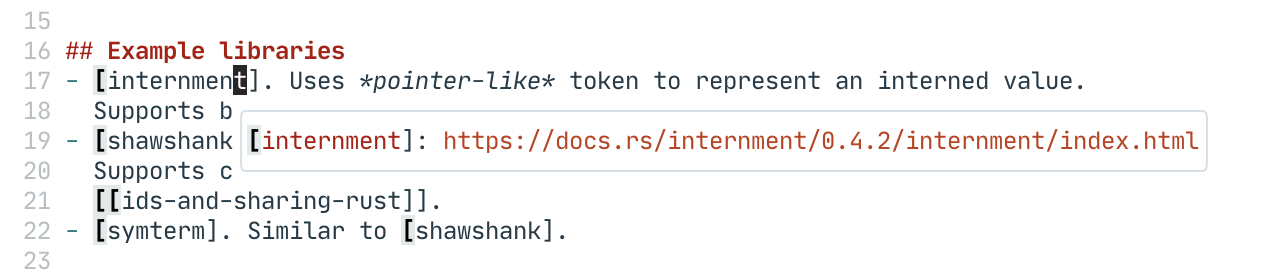 15
16 ## Example libraries
17 - [internment]. Uses *pointer-like* token to represent an interned value.
18   Supports b
19 - [shawshank [internment]: https://docs.rs/internment/0.4.2/internment/index.html
20   Supports c
21   [[ids-and-sharing-rust]].
22 - [symterm]. Similar to [shawshank].
23